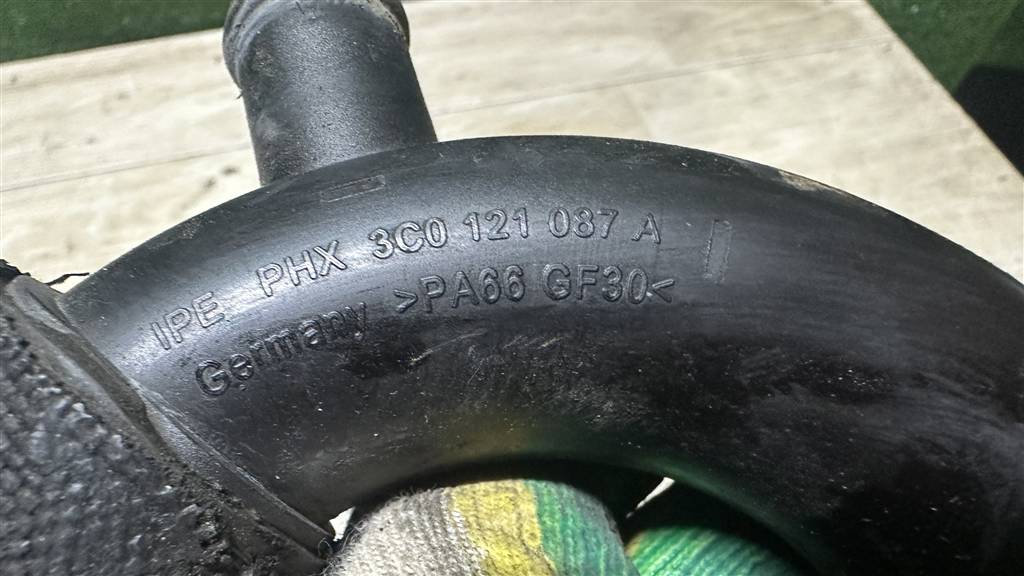 IPE PHX 3C0 121 087 A
Germany >PA66 GF30<